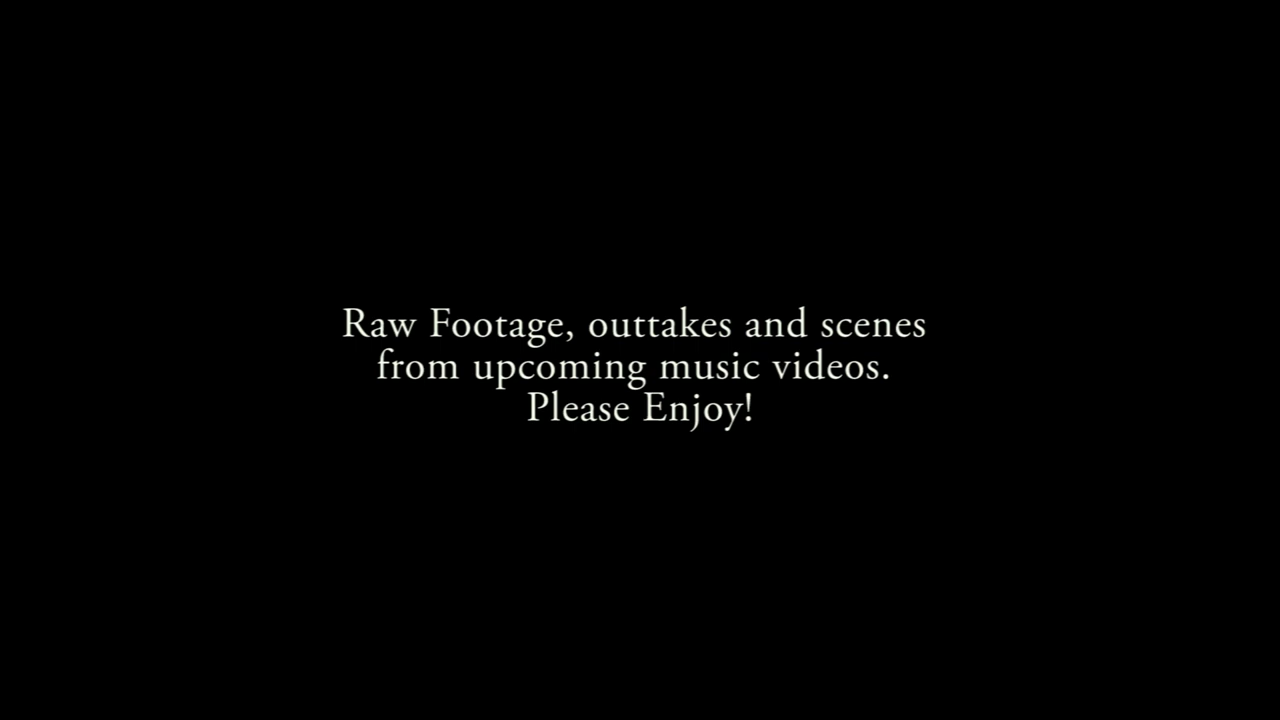 Raw Footage, outtakes and scenes
from upcoming music videos.
Please Enjoy!